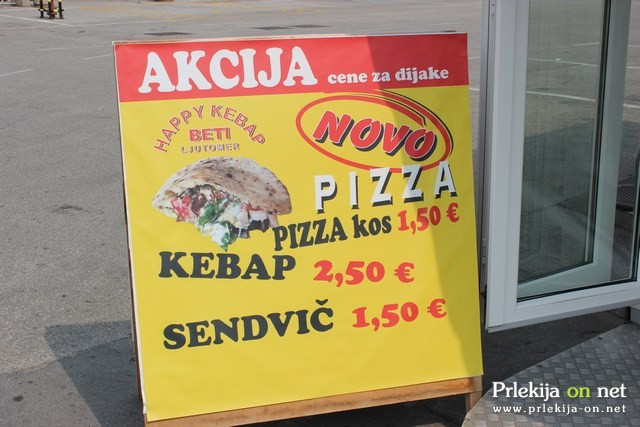 AKCIJA cene za dijake
HAPPY KEBAP
BETI
LJUTOMER
NOVO
PIZZA
PIZZA kos 1,50 €
KEBAP 2,50 €
SENDVIČ 1,50 €
Prlekija on net
www.prlekija-on.net